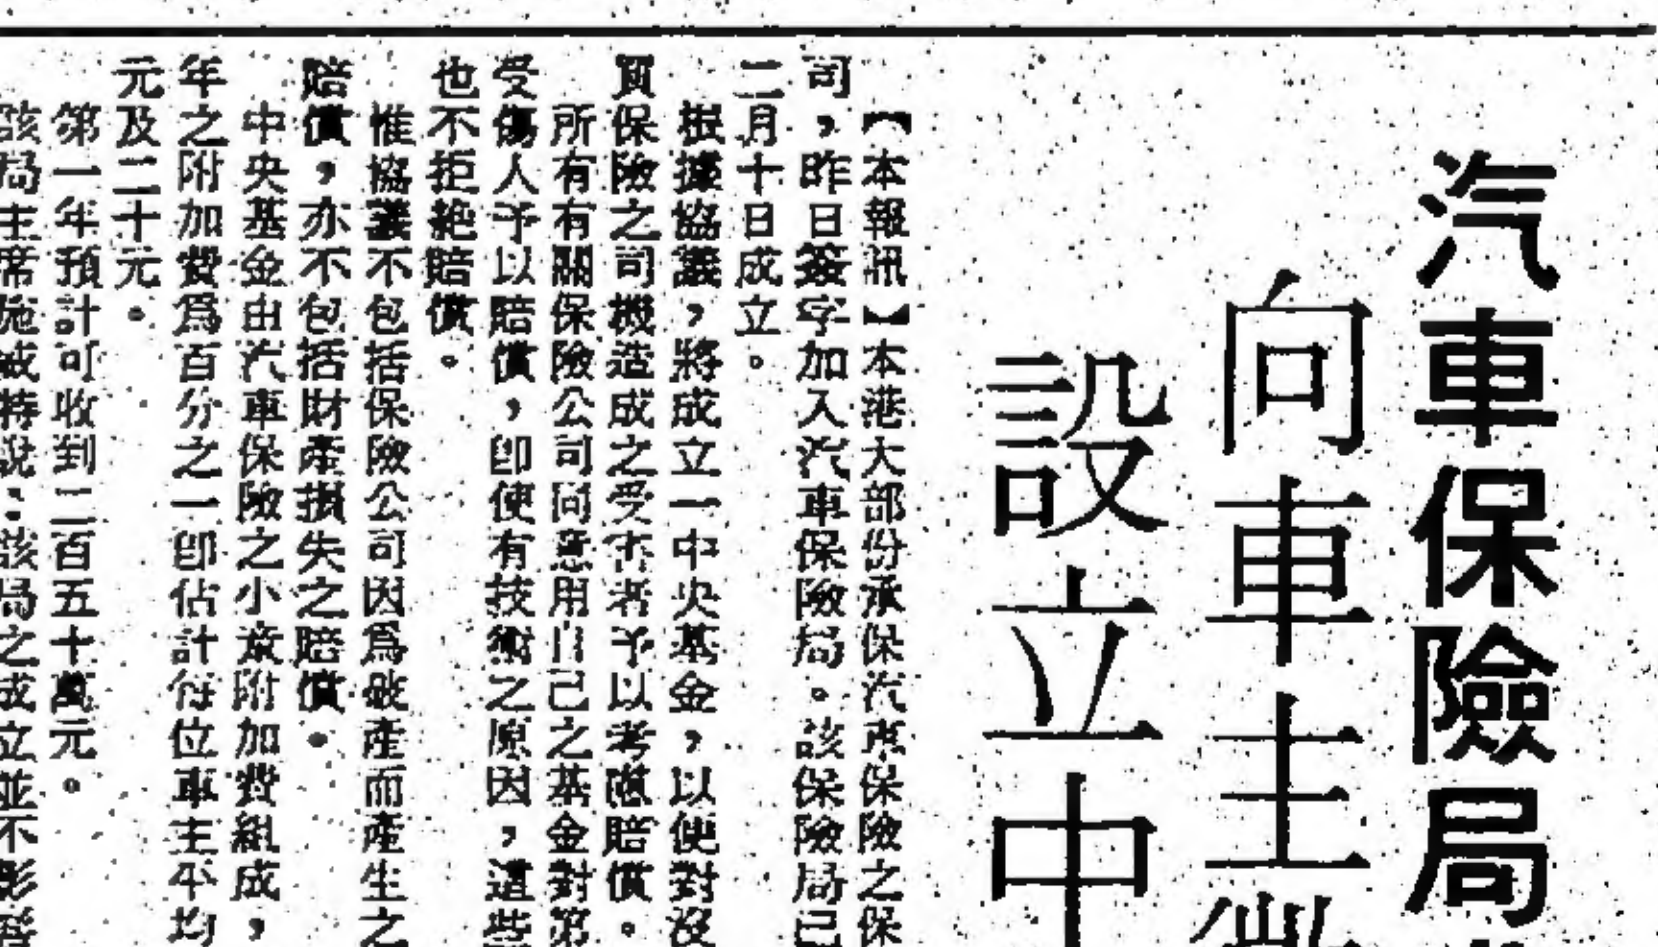 汽車保險局
向車主徵
設立中
【本報訊】本港大部份承保汽車保險之保
司,昨日簽字加入汽車保險局。該保險局已
二月十日成立。
根據協議,將成立一中央基金,以便對沒
買保險之司機造成之受害者予以考慮賠償。
所有有關保險公司同意用自己之基金對第
受傷人予以賠償,即使有技術之原因,這些
也不拒絕賠償。
惟協議不包括保險公司因爲破產而產生之
賠償,亦不包括財產損失之賠償。
中央基金由汽車保險之小量附加費組成,
年之附加費爲百分之一即佔計每位車主平均
元及二十元。
第一年預計可收到二百五十萬元。
該局主席施威特說:該局之成立並不影響